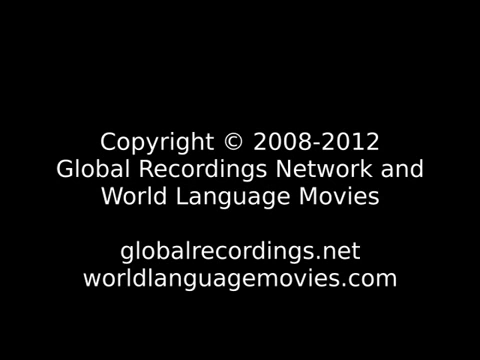 Copyright © 2008-2012
Global Recordings Network and
World Language Movies
globalrecordings.net
worldlanguagemovies.com